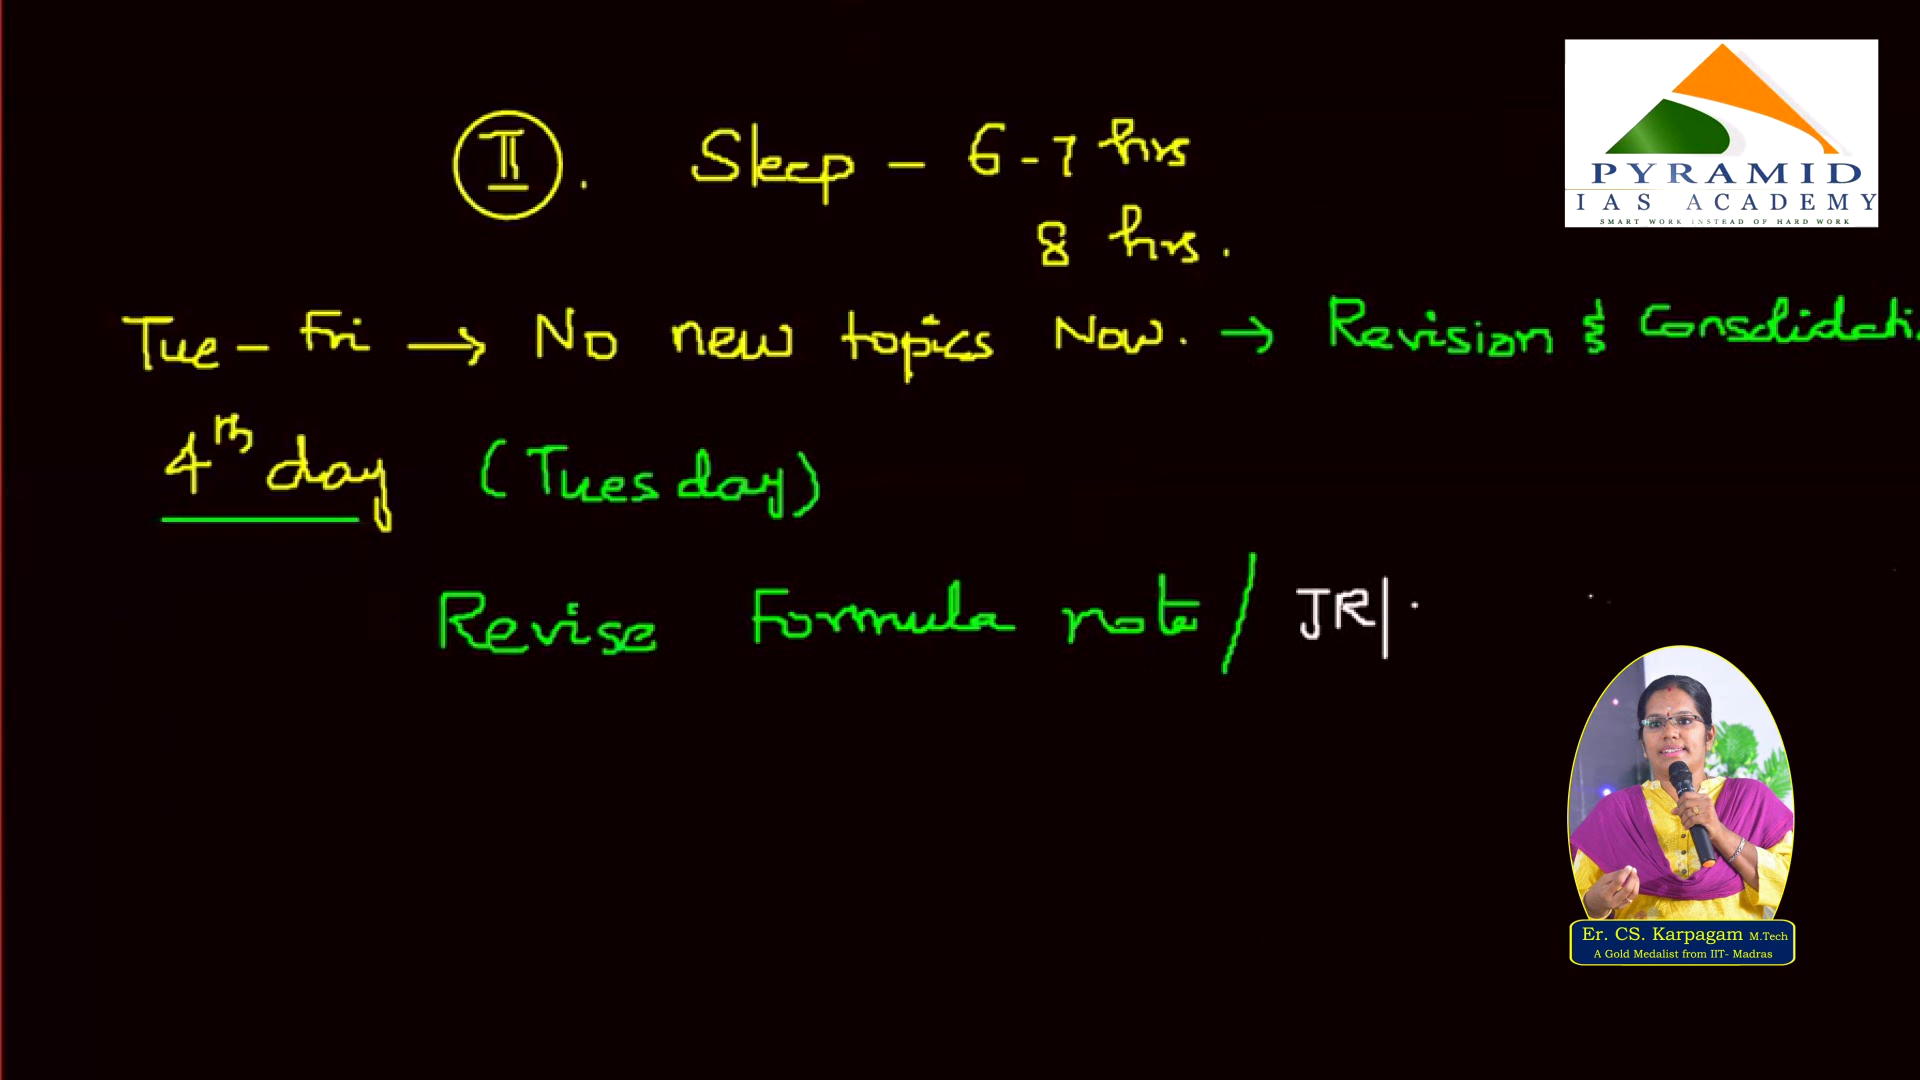 II. Sleep - 6-7 hrs
8 hrs.
Tue - Fri → No new topics Now. → Revision & Consolidati
4th day (Tuesday)
Revise Formula note / JR|.
PYRAMID
IAS ACADEMY
SMART WORK INSTEAD OF HARD WORK
Er. CS. Karpagam M.Tech
A Gold Medalist from IIT- Madras